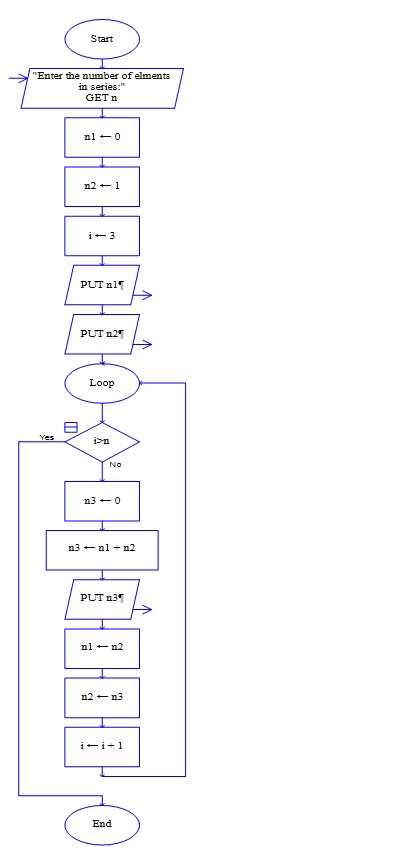 Start
"Enter the number of elments
in series:"
GET n
n1 ← 0
n2 ← 1
i ← 3
PUT n1¶
PUT n2¶
Loop
i>n
Yes
No
n3 ← 0
n3 ← n1 + n2
PUT n3¶
n1 ← n2
n2 ← n3
i ← i + 1
End